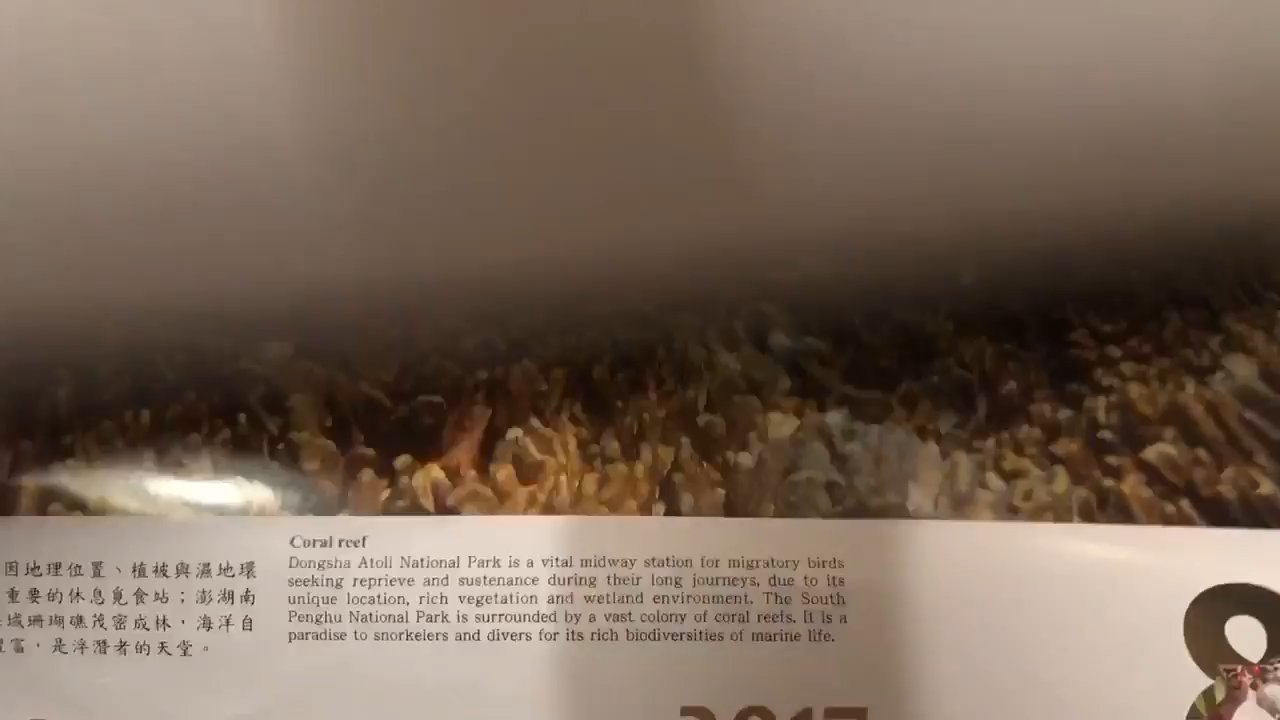 因地理位置、植被與濕地環
重要的休息覓食站；澎湖南
域珊瑚礁茂密成林，海洋自
富，是浮潛者的天堂。
Coral reef
Dongsha Atoll National Park is a vital midway station for migratory birds
seeking reprieve and sustenance during their long journeys, due to its
unique location, rich vegetation and wetland environment. The South
Penghu National Park is surrounded by a vast colony of coral reefs. It is a
paradise to snorkelers and divers for its rich biodiversities of marine life.
2017
8